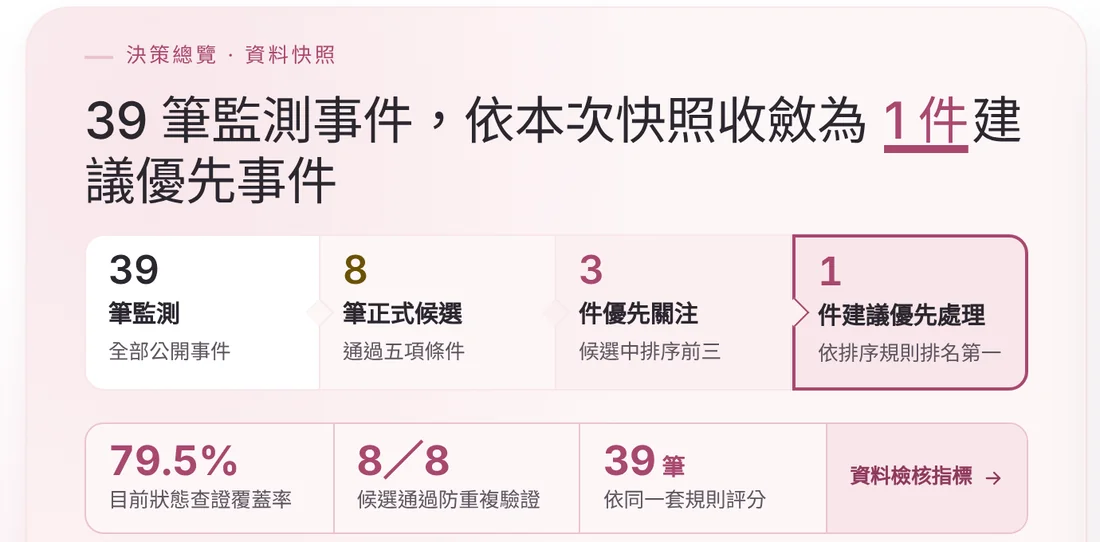 決策總覽 · 資料快照
39 筆監測事件，依本次快照收斂為 1 件建
議優先事件
39
筆監測
全部公開事件
8
筆正式候選
通過五項條件
3
件優先關注
候選中排序前三
1
件建議優先處理
依排序規則排名第一
79.5%
目前狀態查證覆蓋率
8／8
候選通過防重複驗證
39 筆
依同一套規則評分
資料檢核指標 →